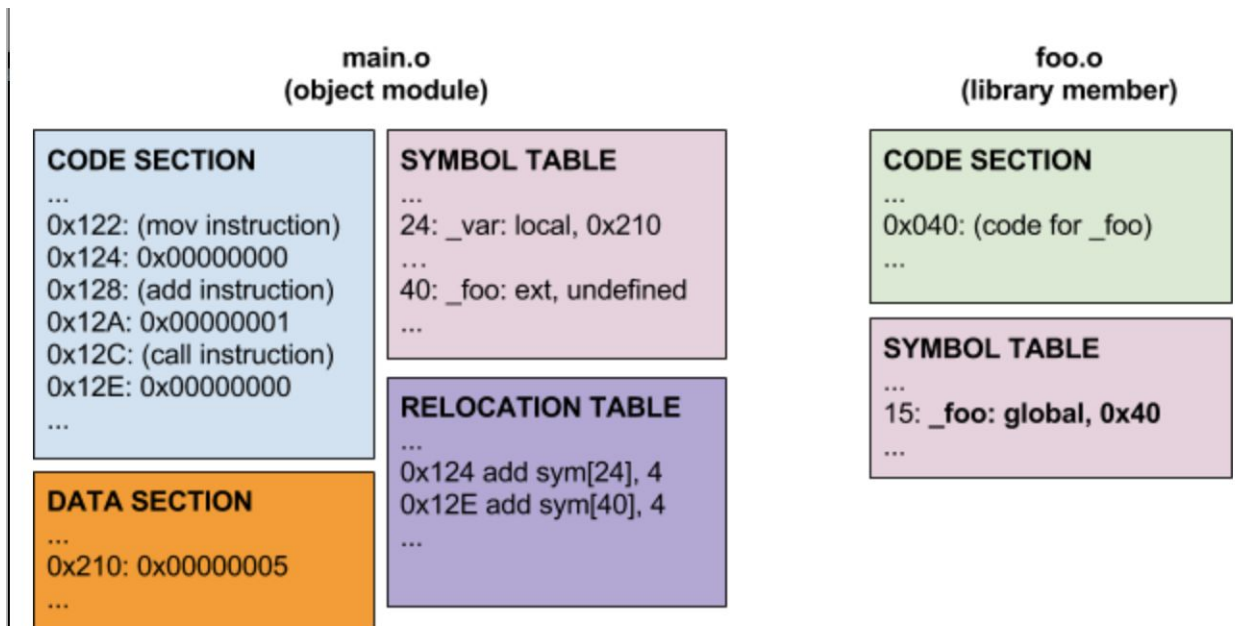 main.o
(object module)
CODE SECTION
...
0x122: (mov instruction)
0x124: 0x00000000
0x128: (add instruction)
0x12A: 0x00000001
0x12C: (call instruction)
0x12E: 0x00000000
...
DATA SECTION
...
0x210: 0x00000005
...
SYMBOL TABLE
...
24: _var: local, 0x210
...
40: _foo: ext, undefined
...
RELOCATION TABLE
...
0x124 add sym[24], 4
0x12E add sym[40], 4
...
foo.o
(library member)
CODE SECTION
...
0x040: (code for _foo)
...
SYMBOL TABLE
...
15: _foo: global, 0x40
...